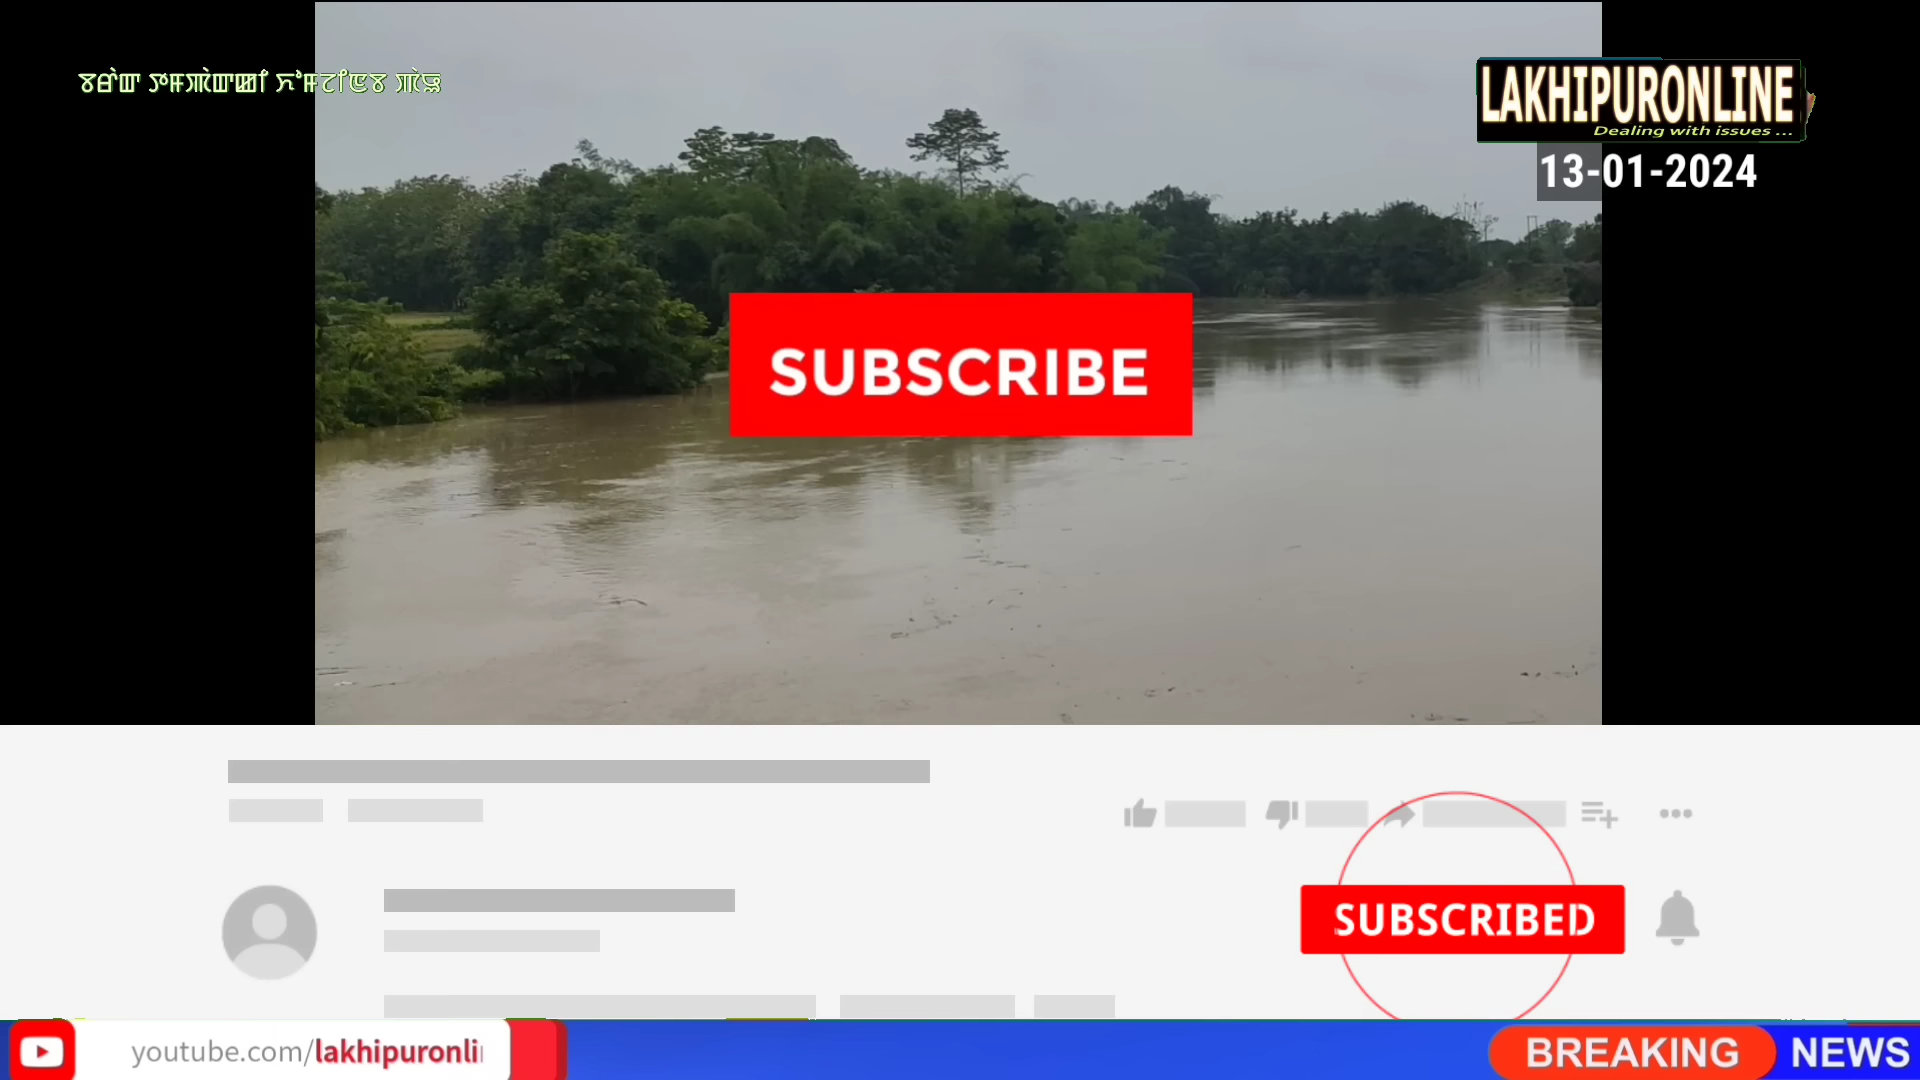 LAKHIPURONLINE
Dealing with issues ...
13-01-2024
SUBSCRIBE
SUBSCRIBED
youtube.com/lakhipuronli
BREAKING NEWS